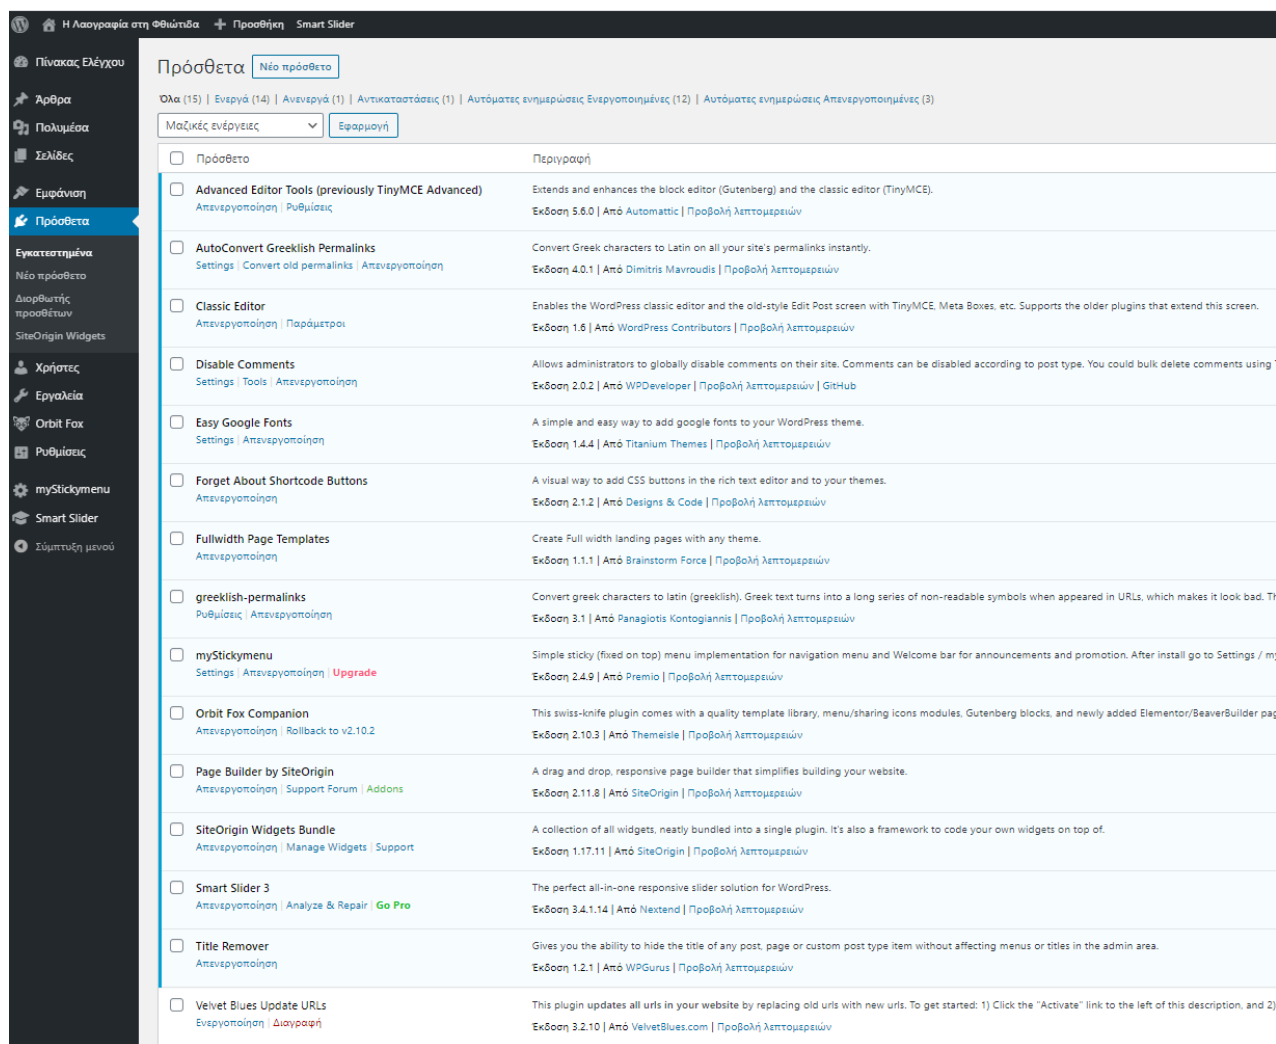 Η Λαογραφία στη Φθιώτιδα Προσθήκη Smart Slider
Πίνακας Ελέγχου
Άρθρα
Πολυμέσα
Σελίδες
Εμφάνιση
Πρόσθετα
Εγκατεστημένα
Νέο πρόσθετο
Διορθωτής
προσθέτων
SiteOrigin Widgets
Χρήστες
Εργαλεία
Orbit Fox
Ρυθμίσεις
myStickymenu
Smart Slider
Σύμπτυξη μενού
Πρόσθετα Νέο πρόσθετο
Όλα (15) | Ενεργά (14) | Ανενεργά (1) | Αντικαταστάσεις (1) | Αυτόματες ενημερώσεις Ενεργοποιημένες (12) | Αυτόματες ενημερώσεις Απενεργοποιημένες (3)
Μαζικές ενέργειες Εφαρμογή
Πρόσθετο Περιγραφή
Advanced Editor Tools (previously TinyMCE Advanced) Extends and enhances the block editor (Gutenberg) and the classic editor (TinyMCE).
Απενεργοποίηση | Ρυθμίσεις Έκδοση 5.6.0 | Από Automattic | Προβολή λεπτομερειών
AutoConvert Greeklish Permalinks Convert Greek characters to Latin on all your site's permalinks instantly.
Settings | Convert old permalinks | Απενεργοποίηση Έκδοση 4.0.1 | Από Dimitris Mavroudis | Προβολή λεπτομερειών
Classic Editor Enables the WordPress classic editor and the old-style Edit Post screen with TinyMCE, Meta Boxes, etc. Supports the older plugins that extend this screen.
Απενεργοποίηση | Παράμετροι Έκδοση 1.6 | Από WordPress Contributors | Προβολή λεπτομερειών
Disable Comments Allows administrators to globally disable comments on their site. Comments can be disabled according to post type. You could bulk delete comments using
Settings | Tools | Απενεργοποίηση Έκδοση 2.0.2 | Από WPDeveloper | Προβολή λεπτομερειών | GitHub
Easy Google Fonts A simple and easy way to add google fonts to your WordPress theme.
Settings | Απενεργοποίηση Έκδοση 1.4.4 | Από Titanium Themes | Προβολή λεπτομερειών
Forget About Shortcode Buttons A visual way to add CSS buttons in the rich text editor and to your themes.
Απενεργοποίηση Έκδοση 2.1.2 | Από Designs & Code | Προβολή λεπτομερειών
Fullwidth Page Templates Create Full width landing pages with any theme.
Απενεργοποίηση Έκδοση 1.1.1 | Από Brainstorm Force | Προβολή λεπτομερειών
greeklish-permalinks Convert greek characters to latin (greeklish). Greek text turns into a long series of non-readable symbols when appeared in URLs, which makes it look bad.
Ρυθμίσεις | Απενεργοποίηση Έκδοση 3.1 | Από Panagiotis Kontogiannis | Προβολή λεπτομερειών
myStickymenu Simple sticky (fixed on top) menu implementation for navigation menu and Welcome bar for announcements and promotion. After install go to Settings /
Settings | Απενεργοποίηση | Upgrade Έκδοση 2.4.9 | Από Premio | Προβολή λεπτομερειών
Orbit Fox Companion This swiss-knife plugin comes with a quality template library, menu/sharing icons modules, Gutenberg blocks, and newly added Elementor/BeaverBuilder
Απενεργοποίηση | Rollback to v2.10.2 Έκδοση 2.10.3 | Από Themeisle | Προβολή λεπτομερειών
Page Builder by SiteOrigin A drag and drop, responsive page builder that simplifies building your website.
Απενεργοποίηση | Support Forum | Addons Έκδοση 2.11.8 | Από SiteOrigin | Προβολή λεπτομερειών
SiteOrigin Widgets Bundle A collection of all widgets, neatly bundled into a single plugin. It's also a framework to code your own widgets on top of.
Απενεργοποίηση | Manage Widgets | Support Έκδοση 1.17.11 | Από SiteOrigin | Προβολή λεπτομερειών
Smart Slider 3 The perfect all-in-one responsive slider solution for WordPress.
Απενεργοποίηση | Analyze & Repair | Go Pro Έκδοση 3.4.1.14 | Από Nextend | Προβολή λεπτομερειών
Title Remover Gives you the ability to hide the title of any post, page or custom post type item without affecting menus or titles in the admin area.
Απενεργοποίηση Έκδοση 1.2.1 | Από WPGurus | Προβολή λεπτομερειών
Velvet Blues Update URLs This plugin updates all urls in your website by replacing old urls with new urls. To get started: 1) Click the "Activate" link to the left of this description, and 2)
Ενεργοποίηση | Διαγραφή Έκδοση 3.2.10 | Από VelvetBlues.com | Προβολή λεπτομερειών